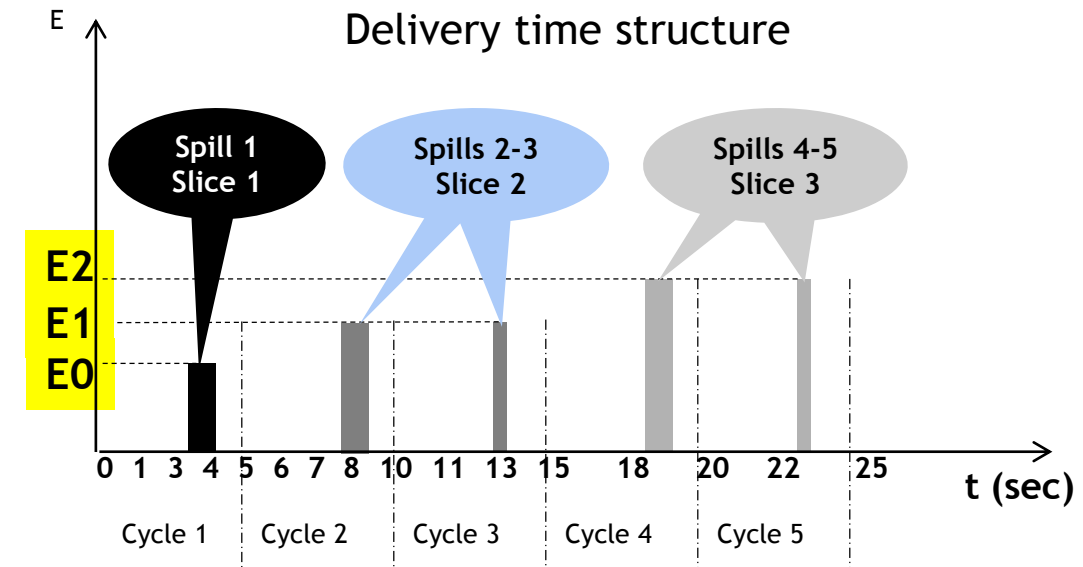 E
Delivery time structure
Spill 1
Slice 1
Spills 2-3
Slice 2
Spills 4-5
Slice 3
E2
E1
E0
0 1 3 4 5 6 7 8 10 11 13 15 18 20 22 25
t (sec)
Cycle 1 Cycle 2 Cycle 3 Cycle 4 Cycle 5